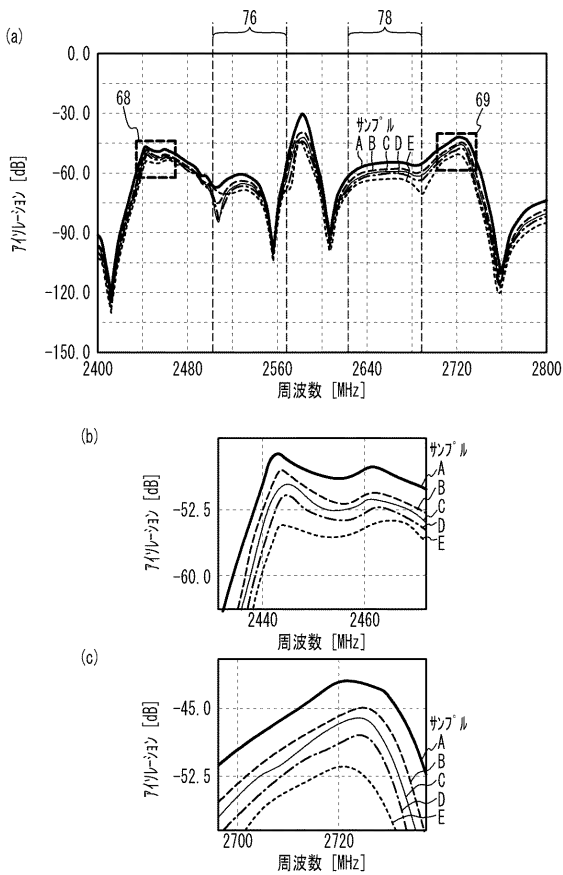 (a)
76
78
0.0
-30.0
-60.0
-90.0
-120.0
-150.0
アイソレーション [dB]
68
69
サンプル
A B C D E
2400 2480 2560 2640 2720 2800
周波数 [MHz]
(b)
アイソレーション [dB]
-52.5
-60.0
サンプル
A
B
C
D
E
2440 2460
周波数 [MHz]
(c)
アイソレーション [dB]
-45.0
-52.5
サンプル
A
B
C
D
E
2700 2720
周波数 [MHz]